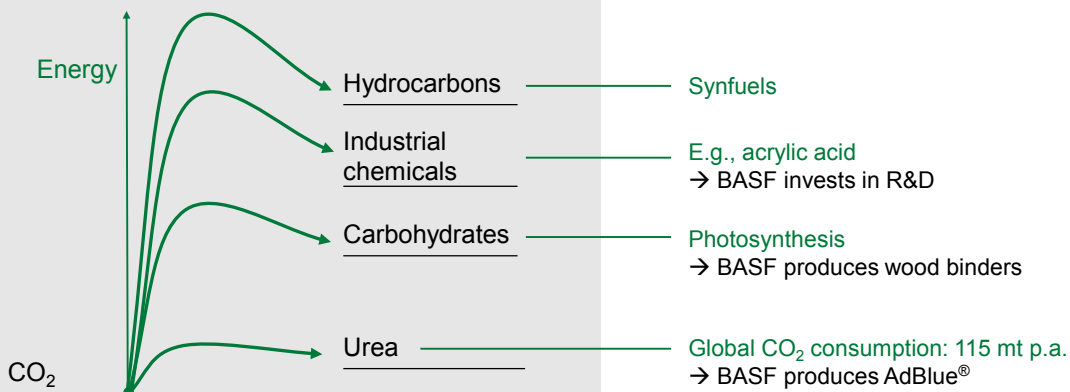 Energy
Hydrocarbons
Synfuels
Industrial
chemicals
E.g., acrylic acid
→ BASF invests in R&D
Carbohydrates
Photosynthesis
→ BASF produces wood binders
Urea
Global CO₂ consumption: 115 mt p.a.
→ BASF produces AdBlue®
CO₂